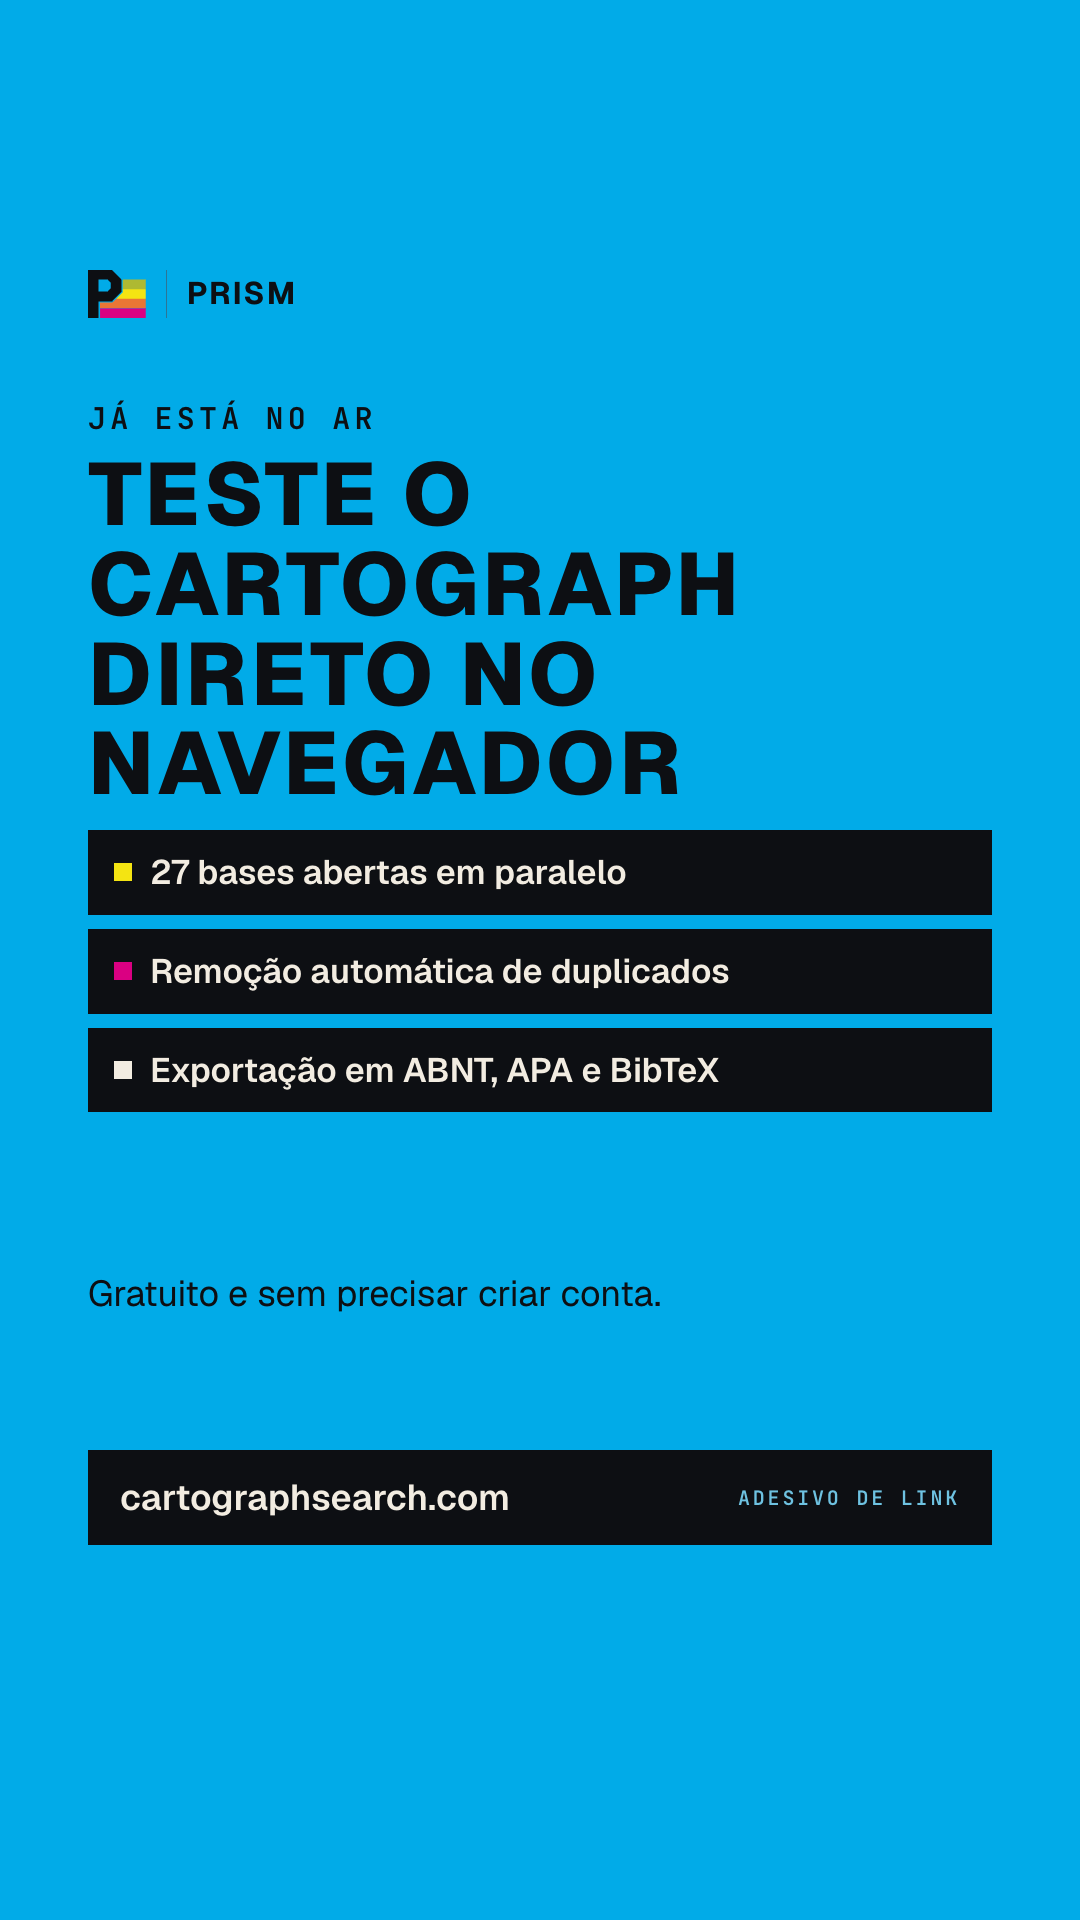 PRISM
JÁ ESTÁ NO AR
TESTE O
CARTOGRAPH
DIRETO NO
NAVEGADOR
27 bases abertas em paralelo
Remoção automática de duplicados
Exportação em ABNT, APA e BibTeX
Gratuito e sem precisar criar conta.
cartographsearch.com
ADESIVO DE LINK